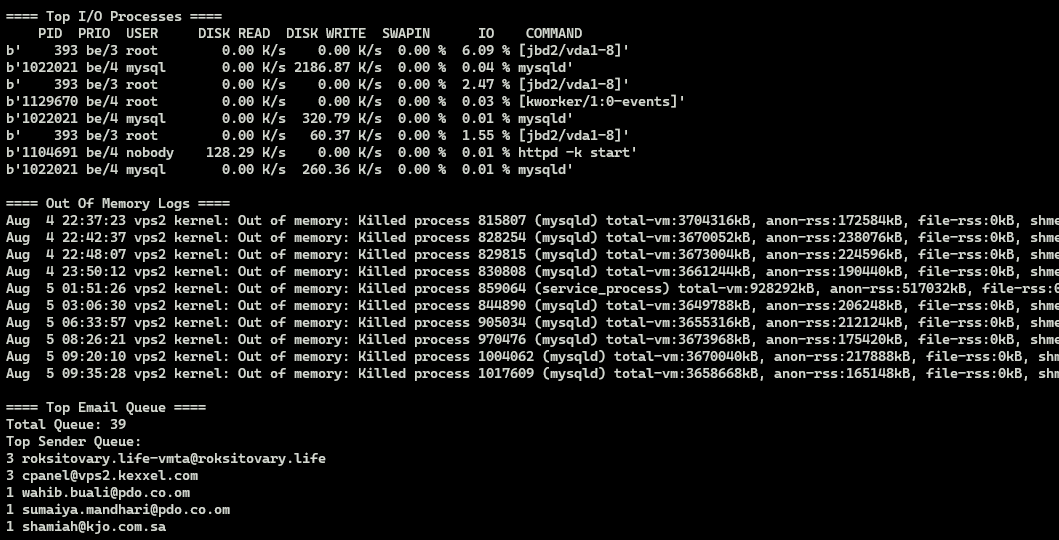 ==== Top I/O Processes ====
    PID  PRIO  USER     DISK READ  DISK WRITE  SWAPIN      IO    COMMAND
b'    393 be/3 root        0.00 K/s    0.00 K/s  0.00 %  6.09 % [jbd2/vda1-8]'
b'1022021 be/4 mysql       0.00 K/s 2186.87 K/s  0.00 %  0.04 % mysqld'
b'    393 be/3 root        0.00 K/s    0.00 K/s  0.00 %  2.47 % [jbd2/vda1-8]'
b'1129670 be/4 root        0.00 K/s    0.00 K/s  0.00 %  0.03 % [kworker/1:0-events]'
b'1022021 be/4 mysql       0.00 K/s  320.79 K/s  0.00 %  0.01 % mysqld'
b'    393 be/3 root        0.00 K/s   60.37 K/s  0.00 %  1.55 % [jbd2/vda1-8]'
b'1104691 be/4 nobody    128.29 K/s    0.00 K/s  0.00 %  0.01 % httpd -k start'
b'1022021 be/4 mysql       0.00 K/s  260.36 K/s  0.00 %  0.01 % mysqld'
==== Out Of Memory Logs ====
Aug  4 22:37:23 vps2 kernel: Out of memory: Killed process 815807 (mysqld) total-vm:3704316kB, anon-rss:172584kB, file-rss:0kB, shme
Aug  4 22:42:37 vps2 kernel: Out of memory: Killed process 828254 (mysqld) total-vm:3670052kB, anon-rss:238076kB, file-rss:0kB, shme
Aug  4 22:48:07 vps2 kernel: Out of memory: Killed process 829815 (mysqld) total-vm:3673004kB, anon-rss:224596kB, file-rss:0kB, shme
Aug  4 23:50:12 vps2 kernel: Out of memory: Killed process 830808 (mysqld) total-vm:3661244kB, anon-rss:190440kB, file-rss:0kB, shme
Aug  5 01:51:26 vps2 kernel: Out of memory: Killed process 859064 (service_process) total-vm:928292kB, anon-rss:517032kB, file-rss:0
Aug  5 03:06:30 vps2 kernel: Out of memory: Killed process 844890 (mysqld) total-vm:3649788kB, anon-rss:206248kB, file-rss:0kB, shme
Aug  5 06:33:57 vps2 kernel: Out of memory: Killed process 905034 (mysqld) total-vm:3655316kB, anon-rss:212124kB, file-rss:0kB, shme
Aug  5 08:26:21 vps2 kernel: Out of memory: Killed process 970476 (mysqld) total-vm:3673968kB, anon-rss:175420kB, file-rss:0kB, shme
Aug  5 09:20:10 vps2 kernel: Out of memory: Killed process 1004062 (mysqld) total-vm:3670040kB, anon-rss:217888kB, file-rss:0kB, shm
Aug  5 09:35:28 vps2 kernel: Out of memory: Killed process 1017609 (mysqld) total-vm:3658668kB, anon-rss:165148kB, file-rss:0kB, shm
==== Top Email Queue ====
Total Queue: 39
Top Sender Queue:
3 roksitovary.life-vmta@roksitovary.life
3 cpanel@vps2.kexxel.com
1 wahib.buali@pdo.co.om
1 sumaiya.mandhari@pdo.co.om
1 shamiah@kjo.com.sa